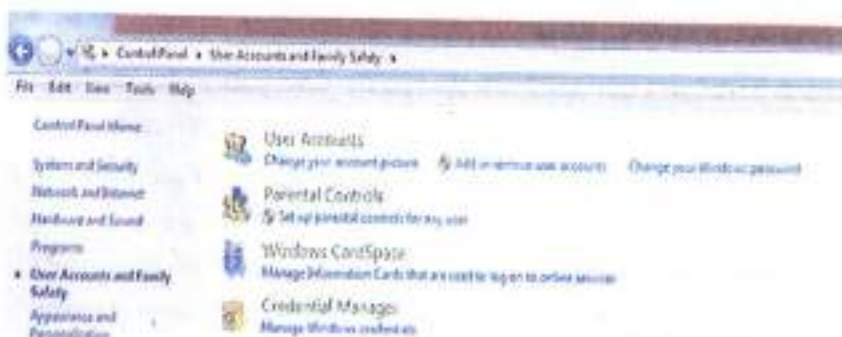 Control Panel ▸ User Accounts and Family Safety ▸
File Edit View Tools Help
Control Panel Home
System and Security
Network and Internet
Hardware and Sound
Programs
User Accounts and Family
Safety
Appearance and
Personalization
User Accounts
Change your account picture Add or remove user accounts Change your Windows password
Parental Controls
Set up parental controls for any user
Windows CardSpace
Manage Information Cards that are used to log on to online services
Credential Manager
Manage Windows credentials